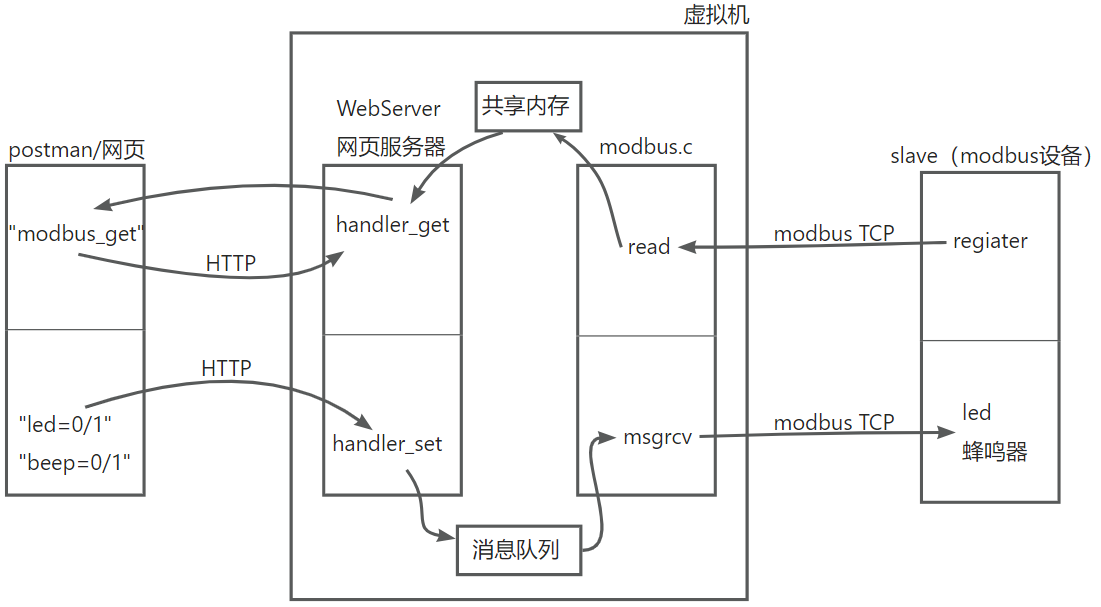 虚拟机
共享内存
WebServer
网页服务器
postman/网页
modbus.c
slave（modbus设备）
"modbus_get"
HTTP
handler_get
read
modbus TCP
regiater
HTTP
"led=0/1"
"beep=0/1"
handler_set
msgrcv
modbus TCP
led
蜂鸣器
消息队列